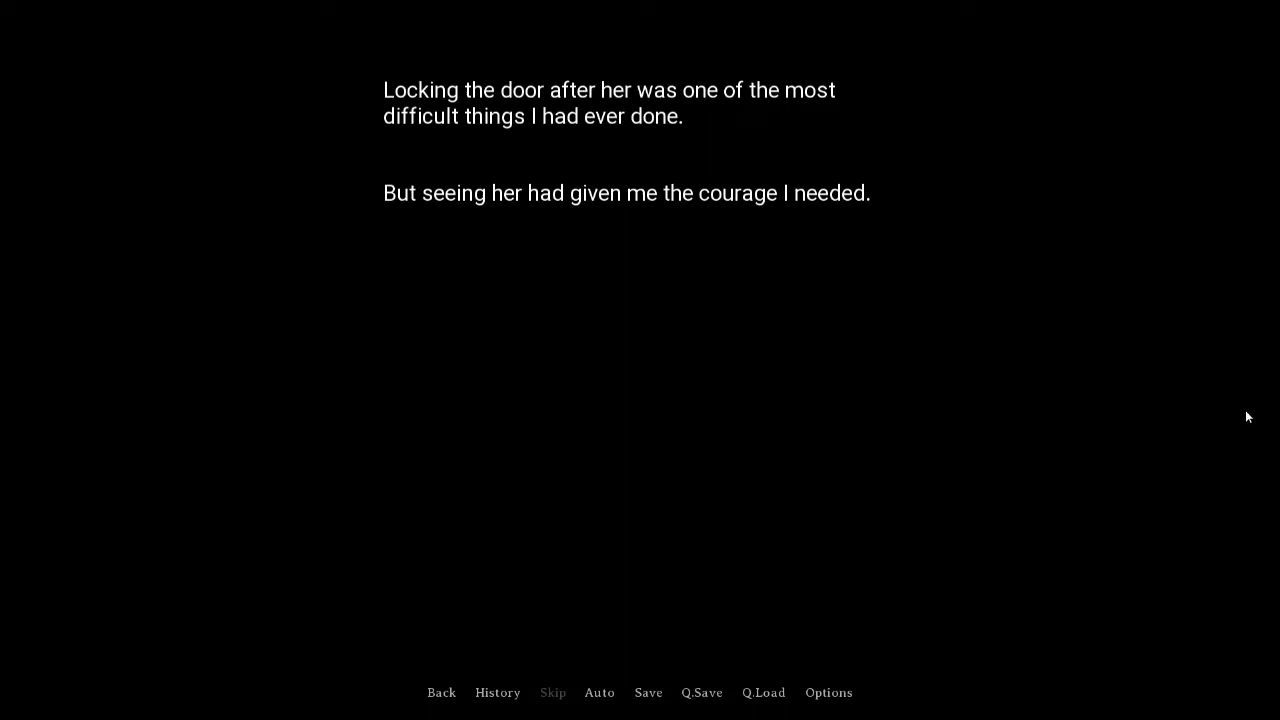 Locking the door after her was one of the most
difficult things I had ever done.
But seeing her had given me the courage I needed.
Back History Skip Auto Save Q.Save Q.Load Options